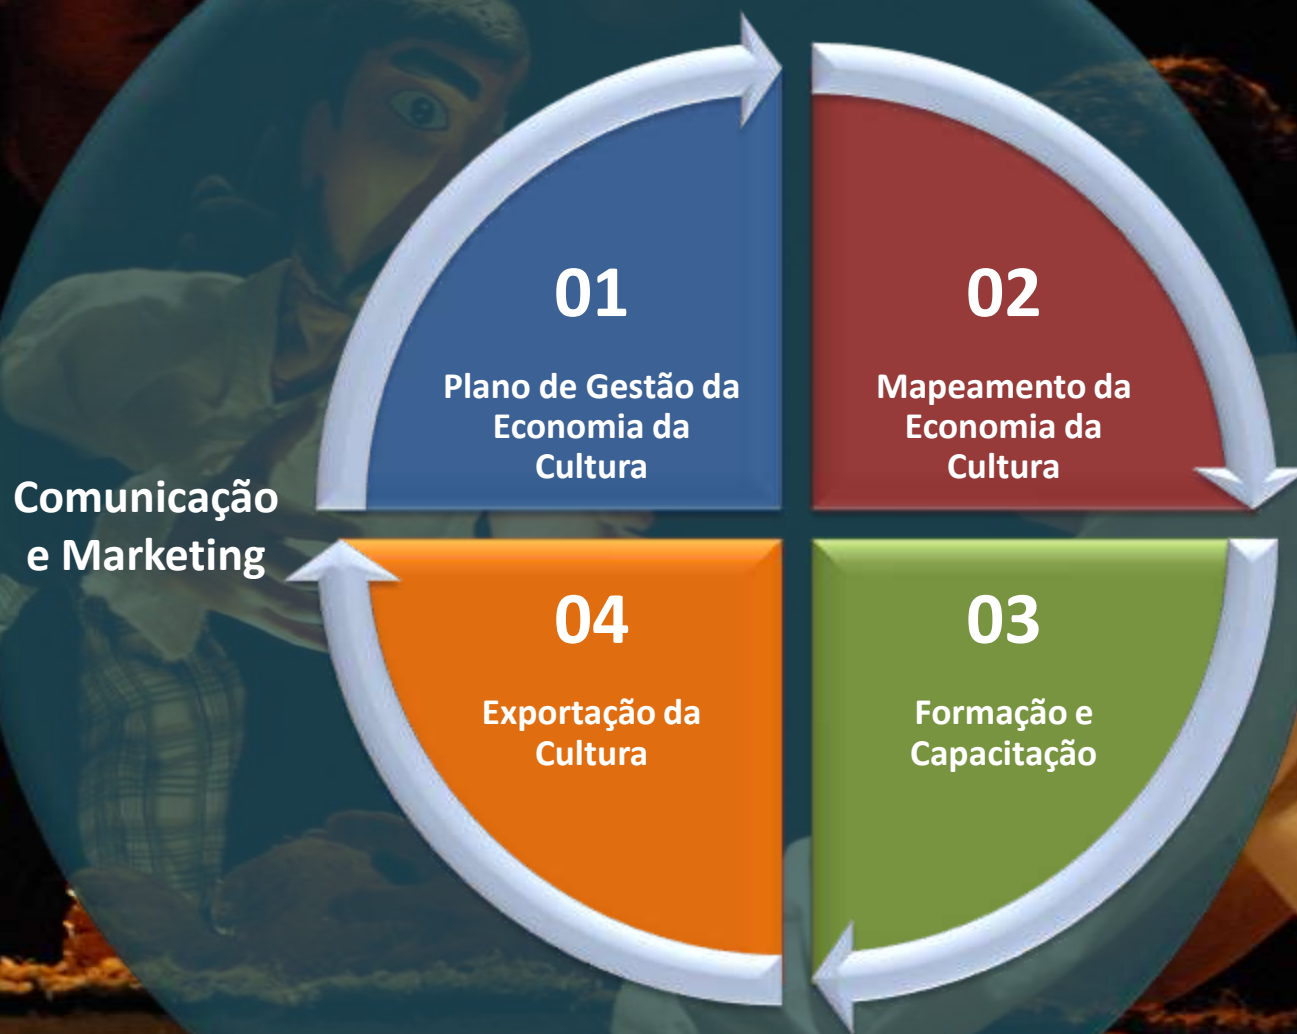 01
Plano de Gestão da
Economia da
Cultura
02
Mapeamento da
Economia da
Cultura
Comunicação
e Marketing
04
Exportação da
Cultura
03
Formação e
Capacitação